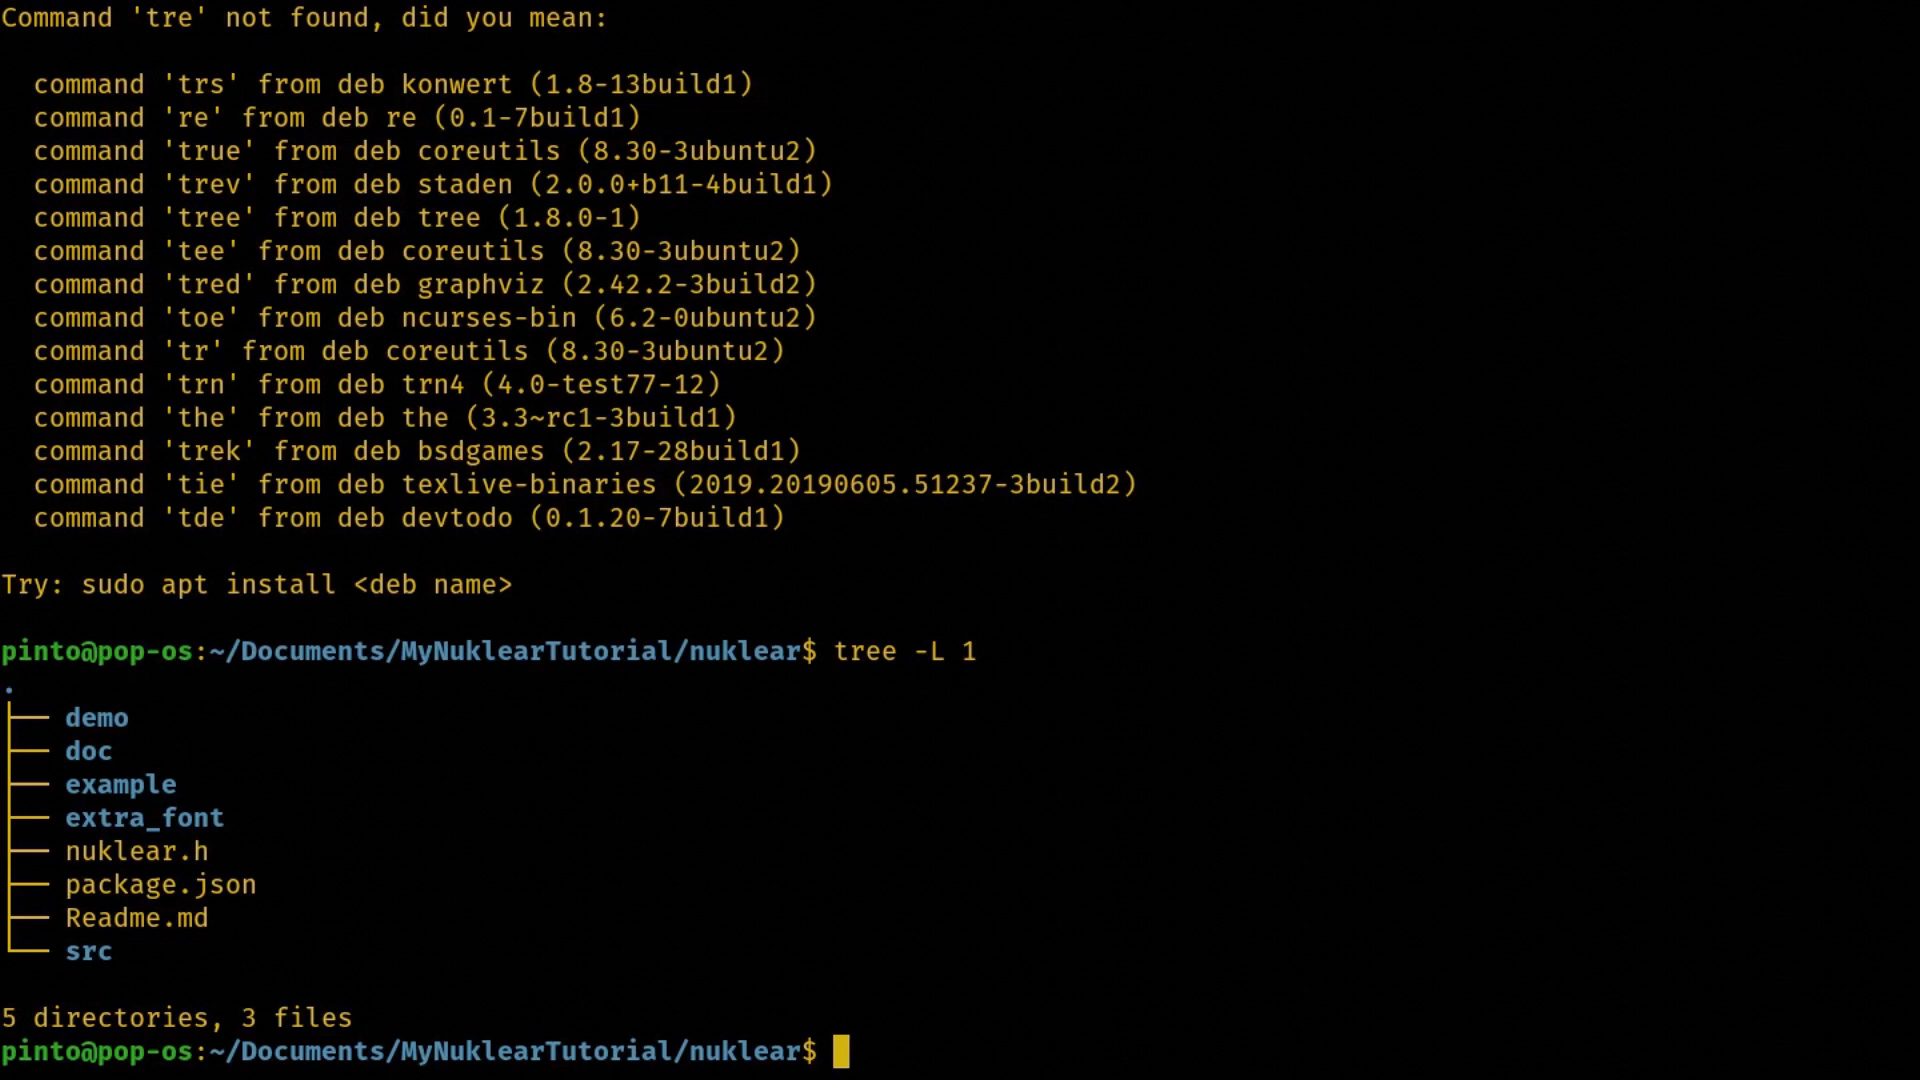 Command 'tre' not found, did you mean:
  command 'trs' from deb konwert (1.8-13build1)
  command 're' from deb re (0.1-7build1)
  command 'true' from deb coreutils (8.30-3ubuntu2)
  command 'trev' from deb staden (2.0.0+b11-4build1)
  command 'tree' from deb tree (1.8.0-1)
  command 'tee' from deb coreutils (8.30-3ubuntu2)
  command 'tred' from deb graphviz (2.42.2-3build2)
  command 'toe' from deb ncurses-bin (6.2-0ubuntu2)
  command 'tr' from deb coreutils (8.30-3ubuntu2)
  command 'trn' from deb trn4 (4.0-test77-12)
  command 'the' from deb the (3.3~rc1-3build1)
  command 'trek' from deb bsdgames (2.17-28build1)
  command 'tie' from deb texlive-binaries (2019.20190605.51237-3build2)
  command 'tde' from deb devtodo (0.1.20-7build1)
Try: sudo apt install <deb name>
pinto@pop-os:~/Documents/MyNuklearTutorial/nuklear$ tree -L 1
.
├── demo
├── doc
├── example
├── extra_font
├── nuklear.h
├── package.json
├── Readme.md
└── src
5 directories, 3 files
pinto@pop-os:~/Documents/MyNuklearTutorial/nuklear$